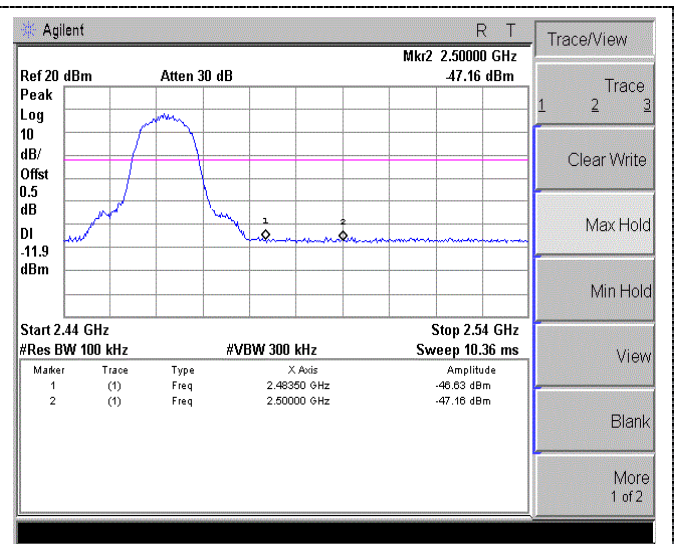 Agilent R T
Trace/View
Mkr2 2.50000 GHz
Ref 20 dBm Atten 30 dB -47.16 dBm
Peak
Log
10
dB/
Offst
0.5
dB
DI
-11.9
dBm
1 2
Start 2.44 GHz Stop 2.54 GHz
#Res BW 100 kHz #VBW 300 kHz Sweep 10.36 ms
Marker Trace Type X Axis Amplitude
1 (1) Freq 2.48350 GHz -46.63 dBm
2 (1) Freq 2.50000 GHz -47.16 dBm
Trace
1 2 3
Clear Write
Max Hold
Min Hold
View
Blank
More
1 of 2